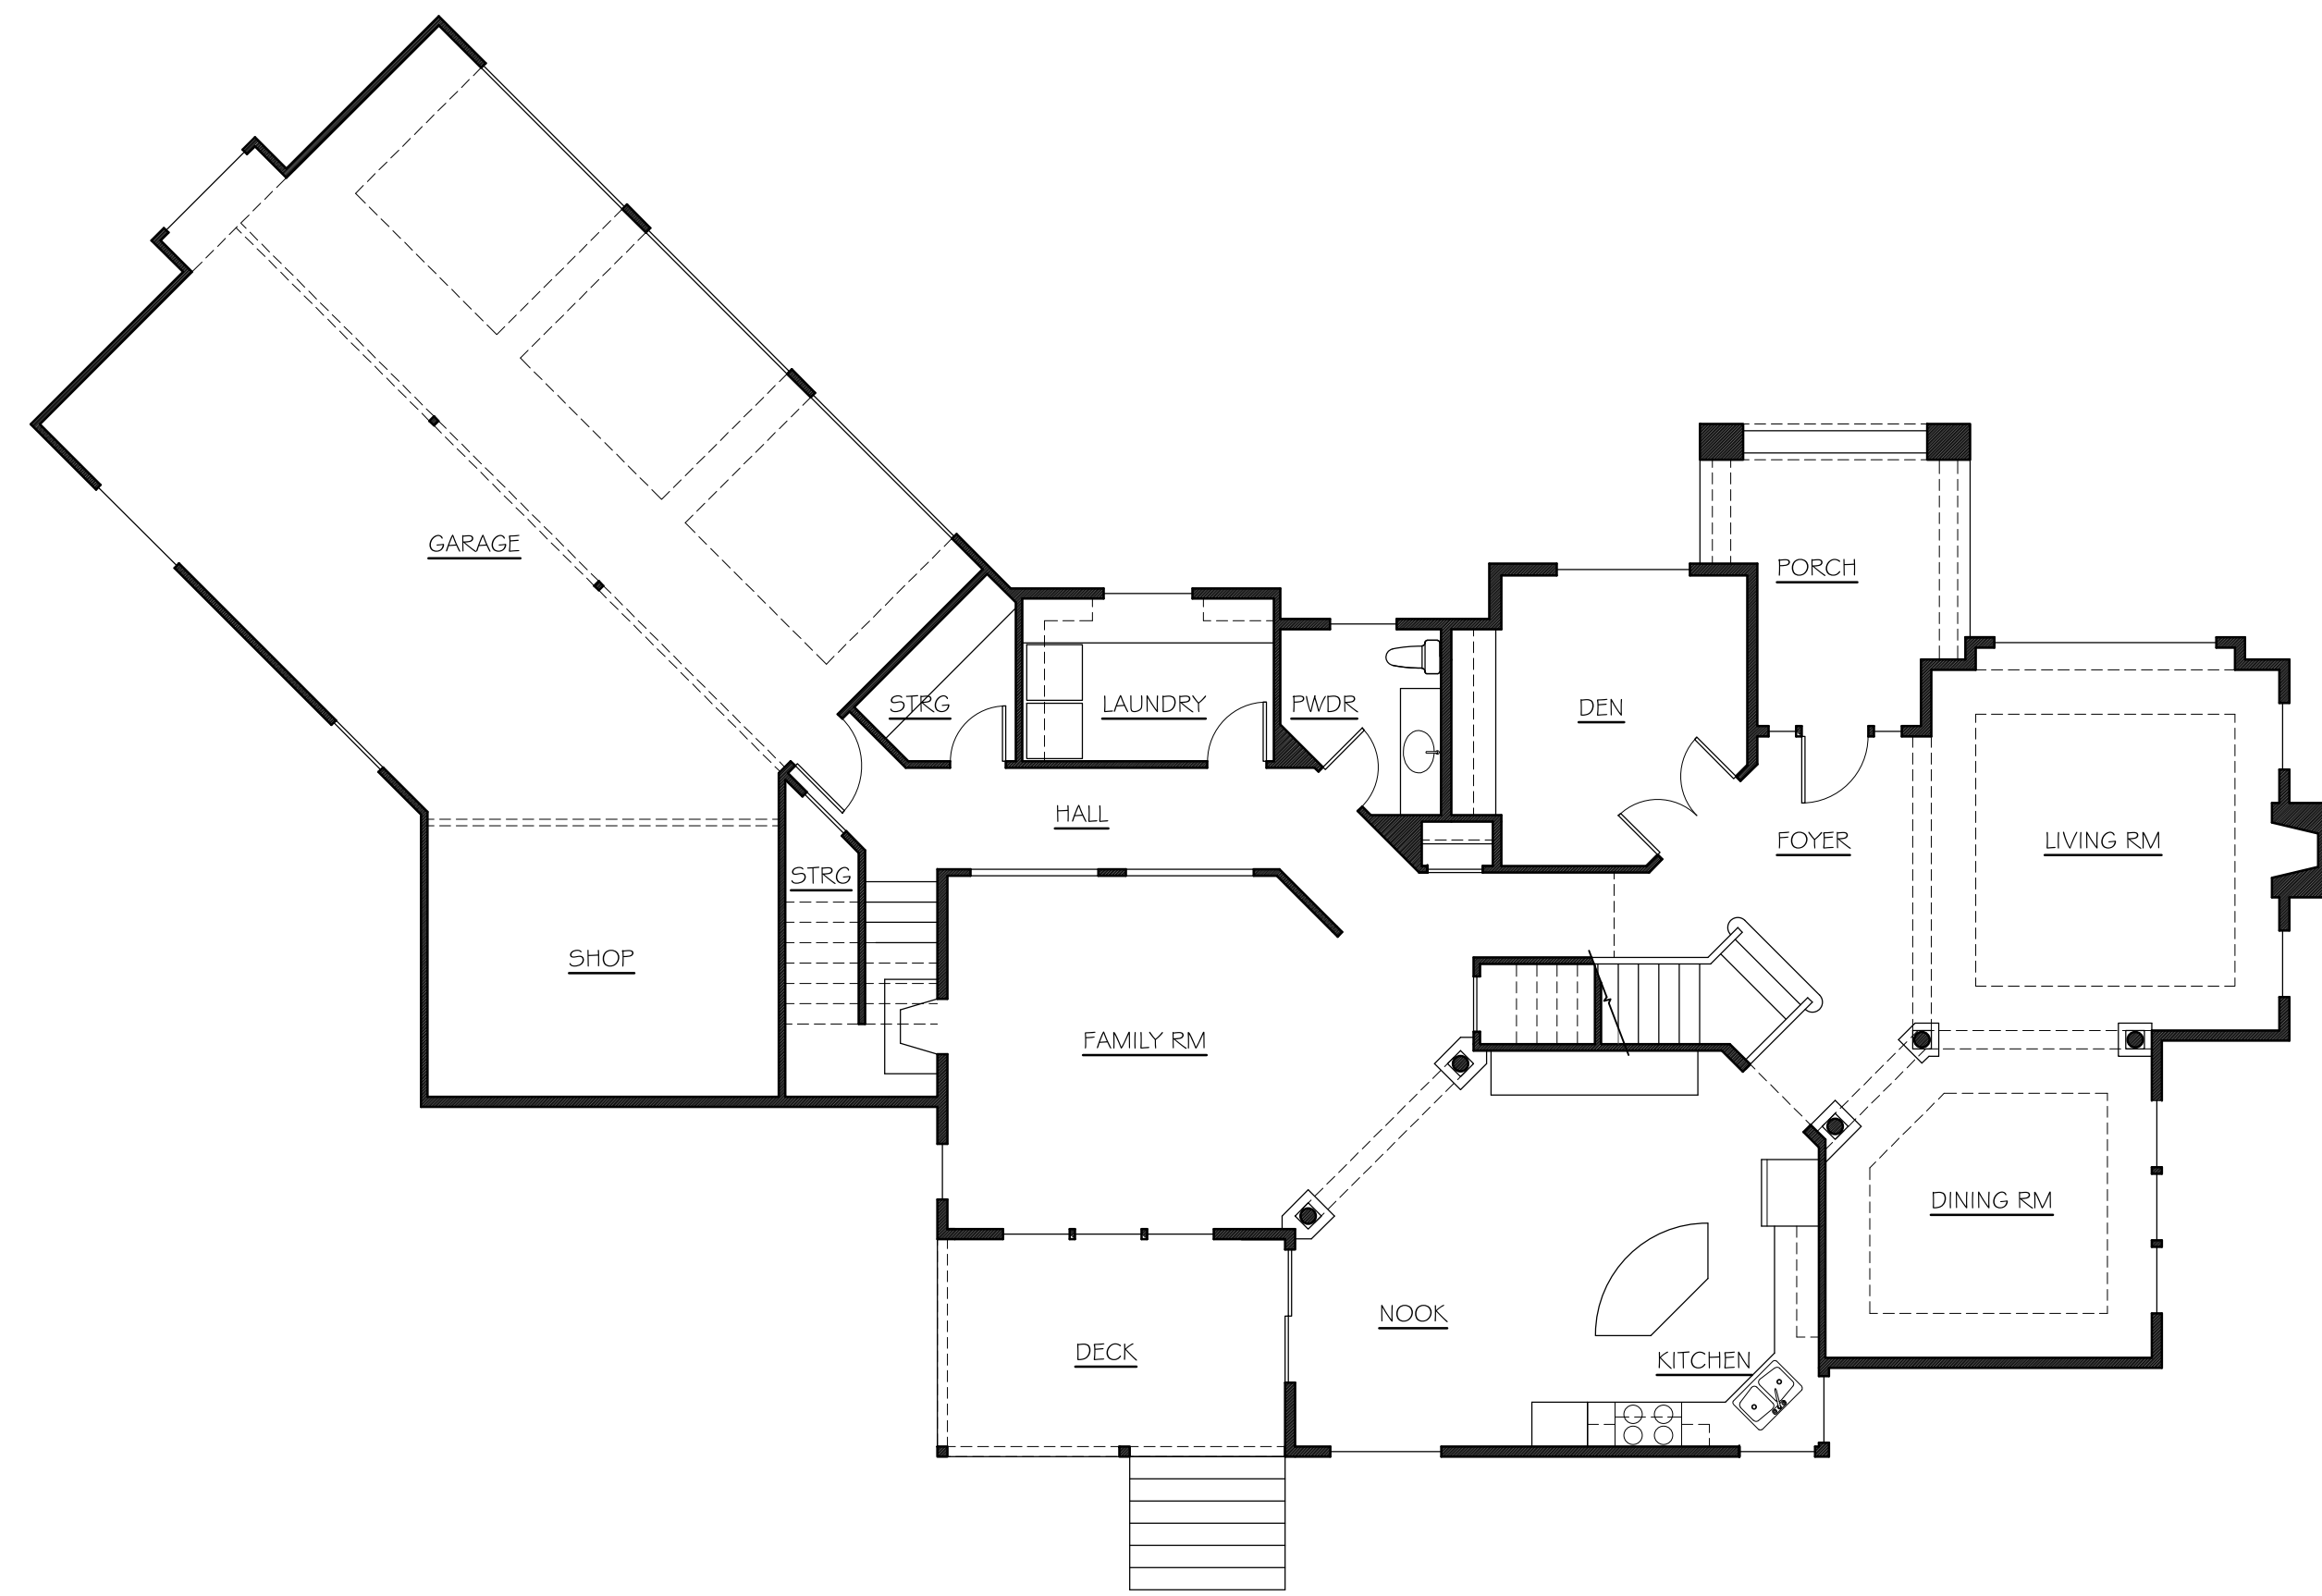 GARAGE
PORCH
STRG
LAUNDRY
PWDR
DEN
HALL
FOYER
LIVING RM
STRG
SHOP
FAMILY RM
DINING RM
NOOK
DECK
KITCHEN